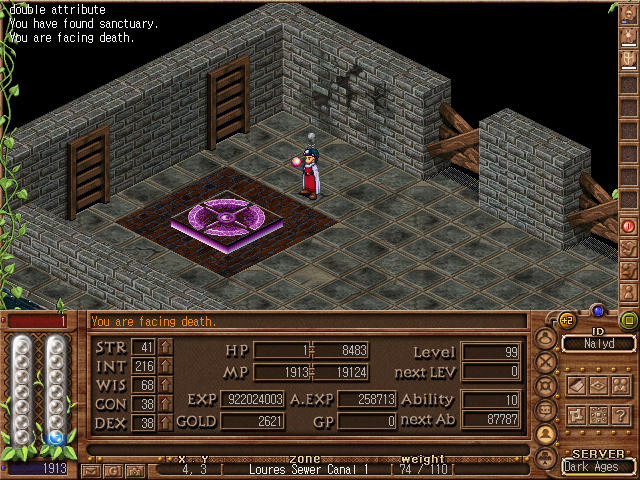 double attribute
You have found sanctuary.
You are facing death.
1
You are facing death.
+2
ID
Nalyd
STR 41
INT 216
WIS 68
CON 38
DEX 38
HP 1 8483
MP 1913 19124
EXP 922024003 A.EXP 258713
GOLD 2621 GP 0
Level 99
next LEV 0
Ability 10
next Ab 87787
?
SERVER
Dark Ages
1913
G
x . y zone weight
4, 3 [ Loures Sewer Canal 1 [ 74 / 110 ]